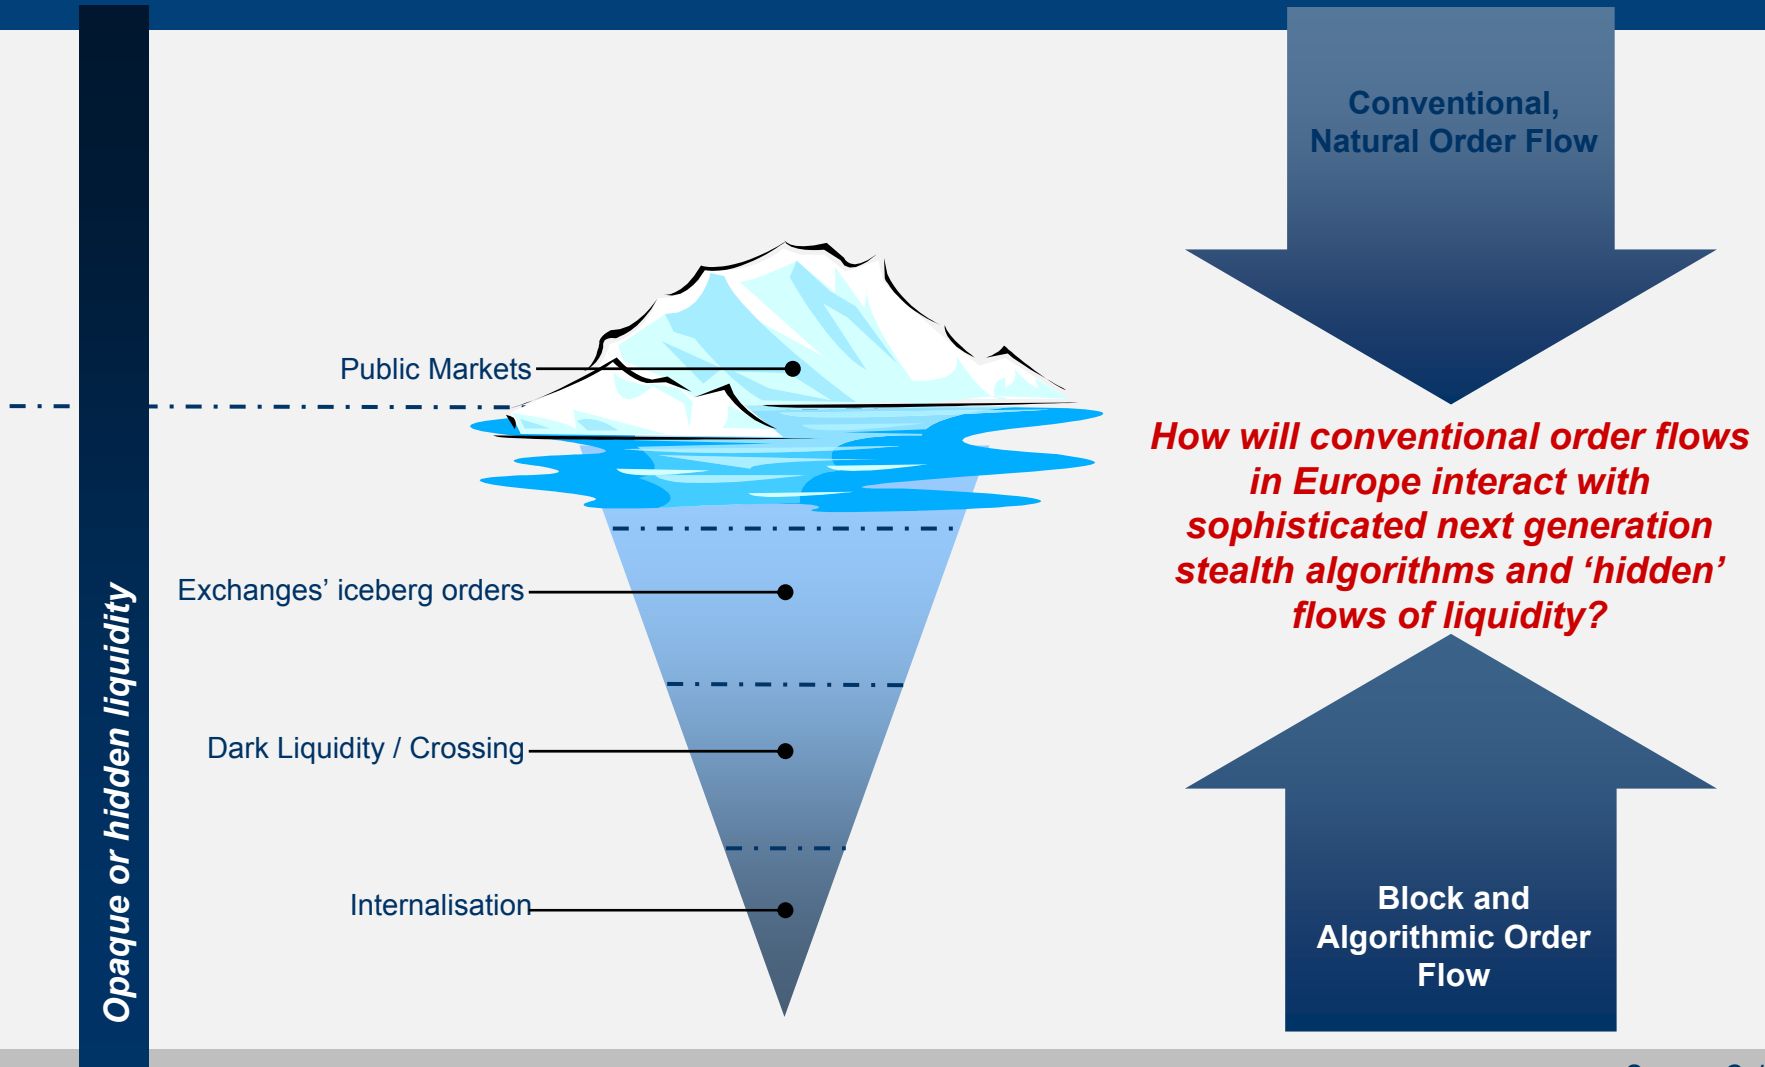 Conventional,
Natural Order Flow
Public Markets
How will conventional order flows
in Europe interact with
sophisticated next generation
stealth algorithms and ‘hidden’
flows of liquidity?
Exchanges’ iceberg orders
Dark Liquidity / Crossing
Internalisation
Opaque or hidden liquidity
Block and
Algorithmic Order
Flow